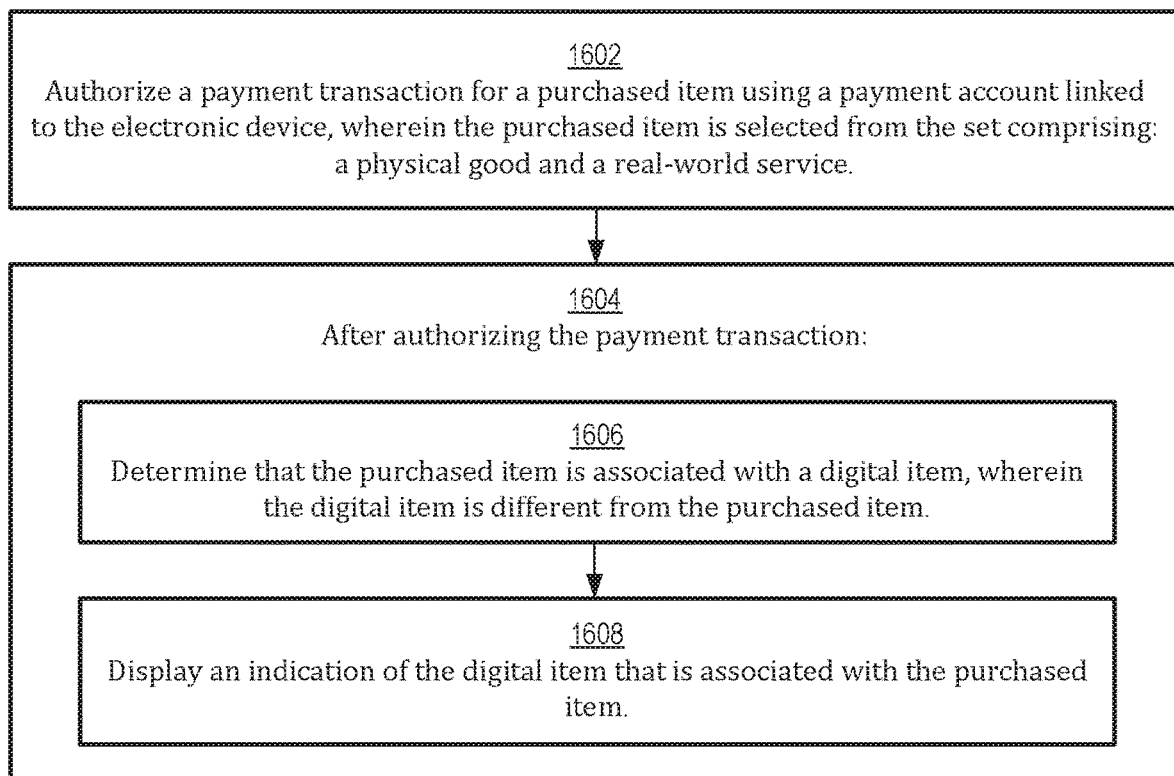 1602
Authorize a payment transaction for a purchased item using a payment account linked
to the electronic device, wherein the purchased item is selected from the set comprising:
a physical good and a real-world service.
1604
After authorizing the payment transaction:
1606
Determine that the purchased item is associated with a digital item, wherein
the digital item is different from the purchased item.
1608
Display an indication of the digital item that is associated with the purchased
item.